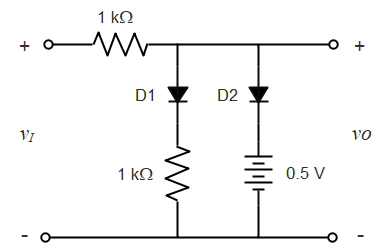 1 kΩ
+ +
D1 D2
vI vO
1 kΩ 0.5 V
- -